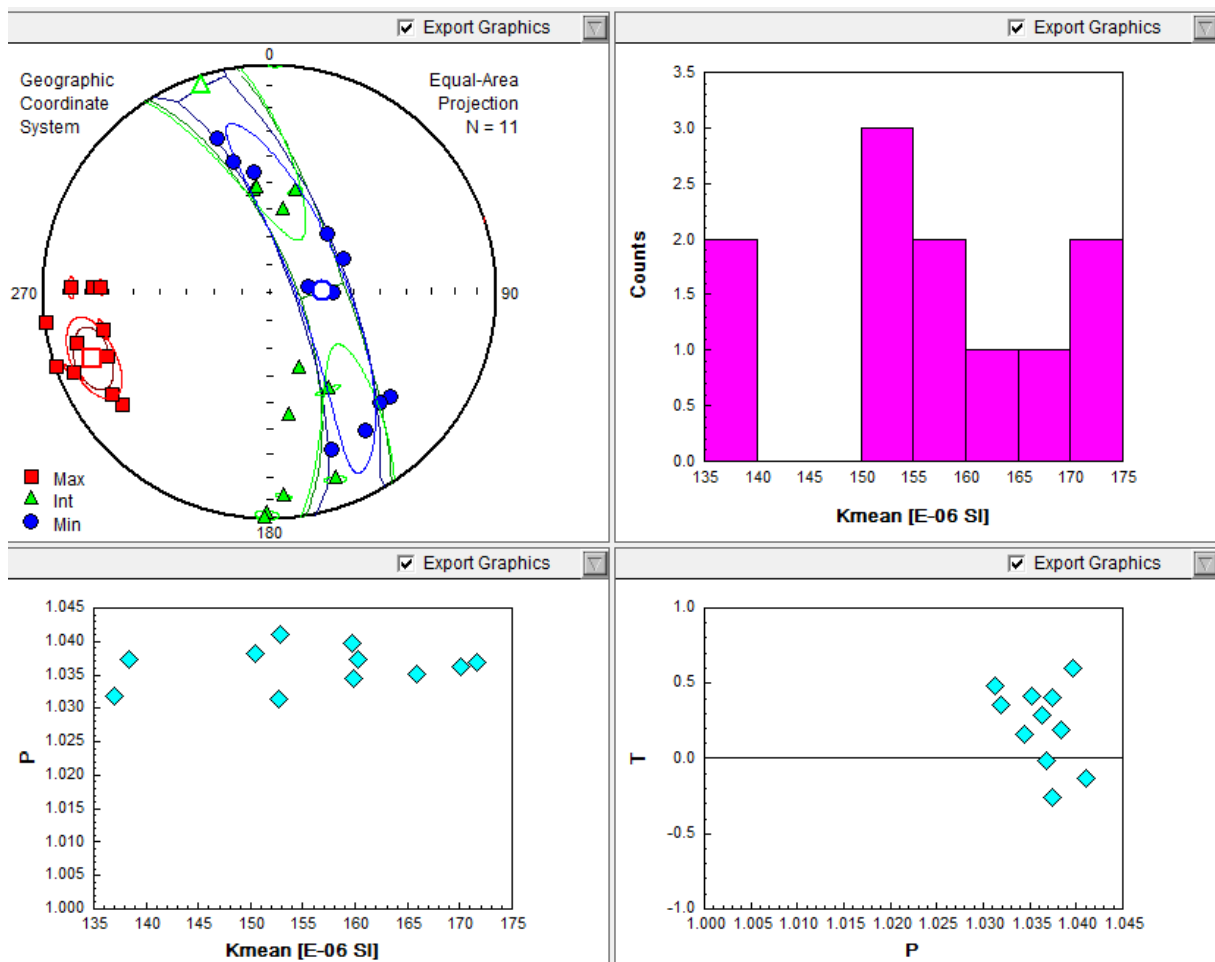 Export Graphics
Export Graphics
Geographic
Coordinate
System
0
Equal-Area
Projection
N = 11
270
90
180
Max
Int
Min
3.5
3.0
2.5
2.0
1.5
1.0
0.5
0.0
Counts
135 140 145 150 155 160 165 170 175
Kmean [E-06 SI]
Export Graphics
Export Graphics
1.045
1.040
1.035
1.030
1.025
1.020
1.015
1.010
1.005
1.000
P
135 140 145 150 155 160 165 170 175
Kmean [E-06 SI]
1.0
0.5
0.0
-0.5
-1.0
T
1.000 1.005 1.010 1.015 1.020 1.025 1.030 1.035 1.040 1.045
P